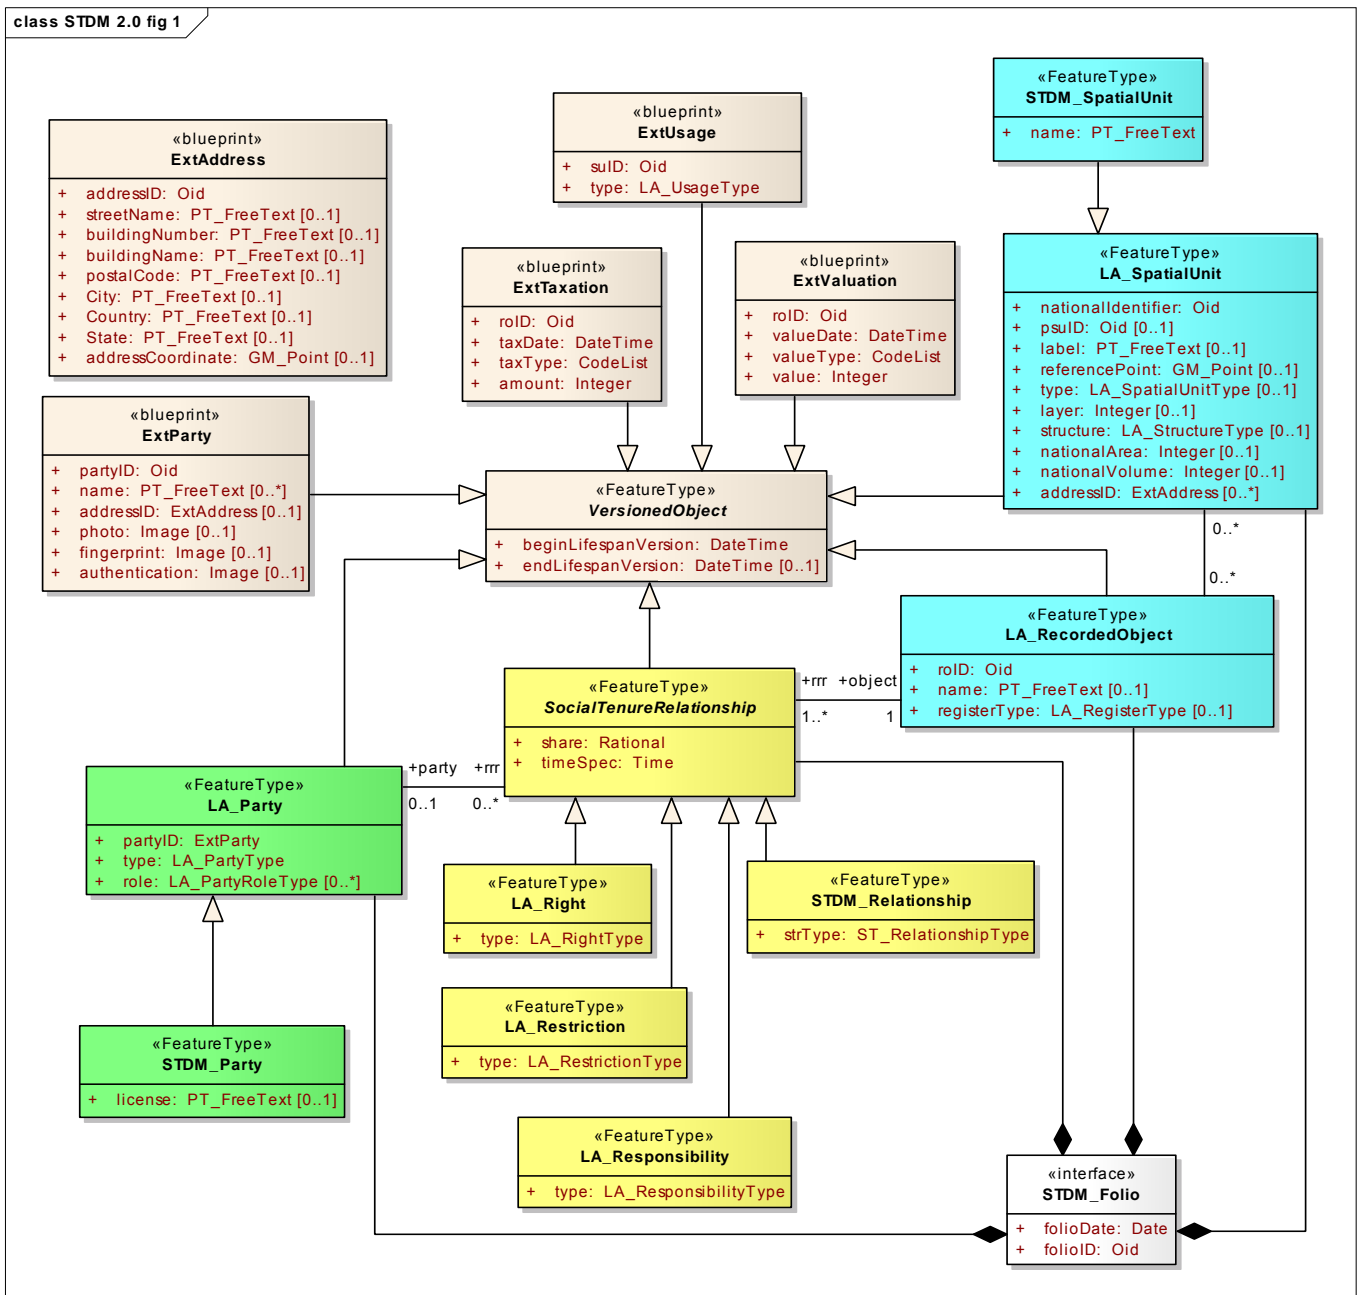 class STDM 2.0 fig 1
«FeatureType»
STDM_SpatialUnit
+ name: PT_FreeText
«blueprint»
ExtUsage
+ suID: Oid
+ type: LA_UsageType
«blueprint»
ExtAddress
+ addressID: Oid
+ streetName: PT_FreeText [0..1]
+ buildingNumber: PT_FreeText [0..1]
+ buildingName: PT_FreeText [0..1]
+ postalCode: PT_FreeText [0..1]
+ City: PT_FreeText [0..1]
+ Country: PT_FreeText [0..1]
+ State: PT_FreeText [0..1]
+ addressCoordinate: GM_Point [0..1]
«blueprint»
ExtTaxation
+ roID: Oid
+ taxDate: DateTime
+ taxType: CodeList
+ amount: Integer
«blueprint»
ExtValuation
+ roID: Oid
+ valueDate: DateTime
+ valueType: CodeList
+ value: Integer
«FeatureType»
LA_SpatialUnit
+ nationalIdentifier: Oid
+ psuID: Oid [0..1]
+ label: PT_FreeText [0..1]
+ referencePoint: GM_Point [0..1]
+ type: LA_SpatialUnitType [0..1]
+ layer: Integer [0..1]
+ structure: LA_StructureType [0..1]
+ nationalArea: Integer [0..1]
+ nationalVolume: Integer [0..1]
+ addressID: ExtAddress [0..*]
«blueprint»
ExtParty
+ partyID: Oid
+ name: PT_FreeText [0..*]
+ addressID: ExtAddress [0..1]
+ photo: Image [0..1]
+ fingerprint: Image [0..1]
+ authentication: Image [0..1]
«FeatureType»
VersionedObject
+ beginLifespanVersion: DateTime
+ endLifespanVersion: DateTime [0..1]
0..*
0..*
«FeatureType»
LA_RecordedObject
+ roID: Oid
+ name: PT_FreeText [0..1]
+ registerType: LA_RegisterType [0..1]
«FeatureType»
SocialTenureRelationship
+ share: Rational
+ timeSpec: Time
+rrr +object
1..* 1
+party +rrr
0..1 0..*
«FeatureType»
LA_Party
+ partyID: ExtParty
+ type: LA_PartyType
+ role: LA_PartyRoleType [0..*]
«FeatureType»
LA_Right
+ type: LA_RightType
«FeatureType»
STDM_Relationship
+ strType: ST_RelationshipType
«FeatureType»
LA_Restriction
+ type: LA_RestrictionType
«FeatureType»
STDM_Party
+ license: PT_FreeText [0..1]
«FeatureType»
LA_Responsibility
+ type: LA_ResponsibilityType
«interface»
STDM_Folio
+ folioDate: Date
+ folioID: Oid